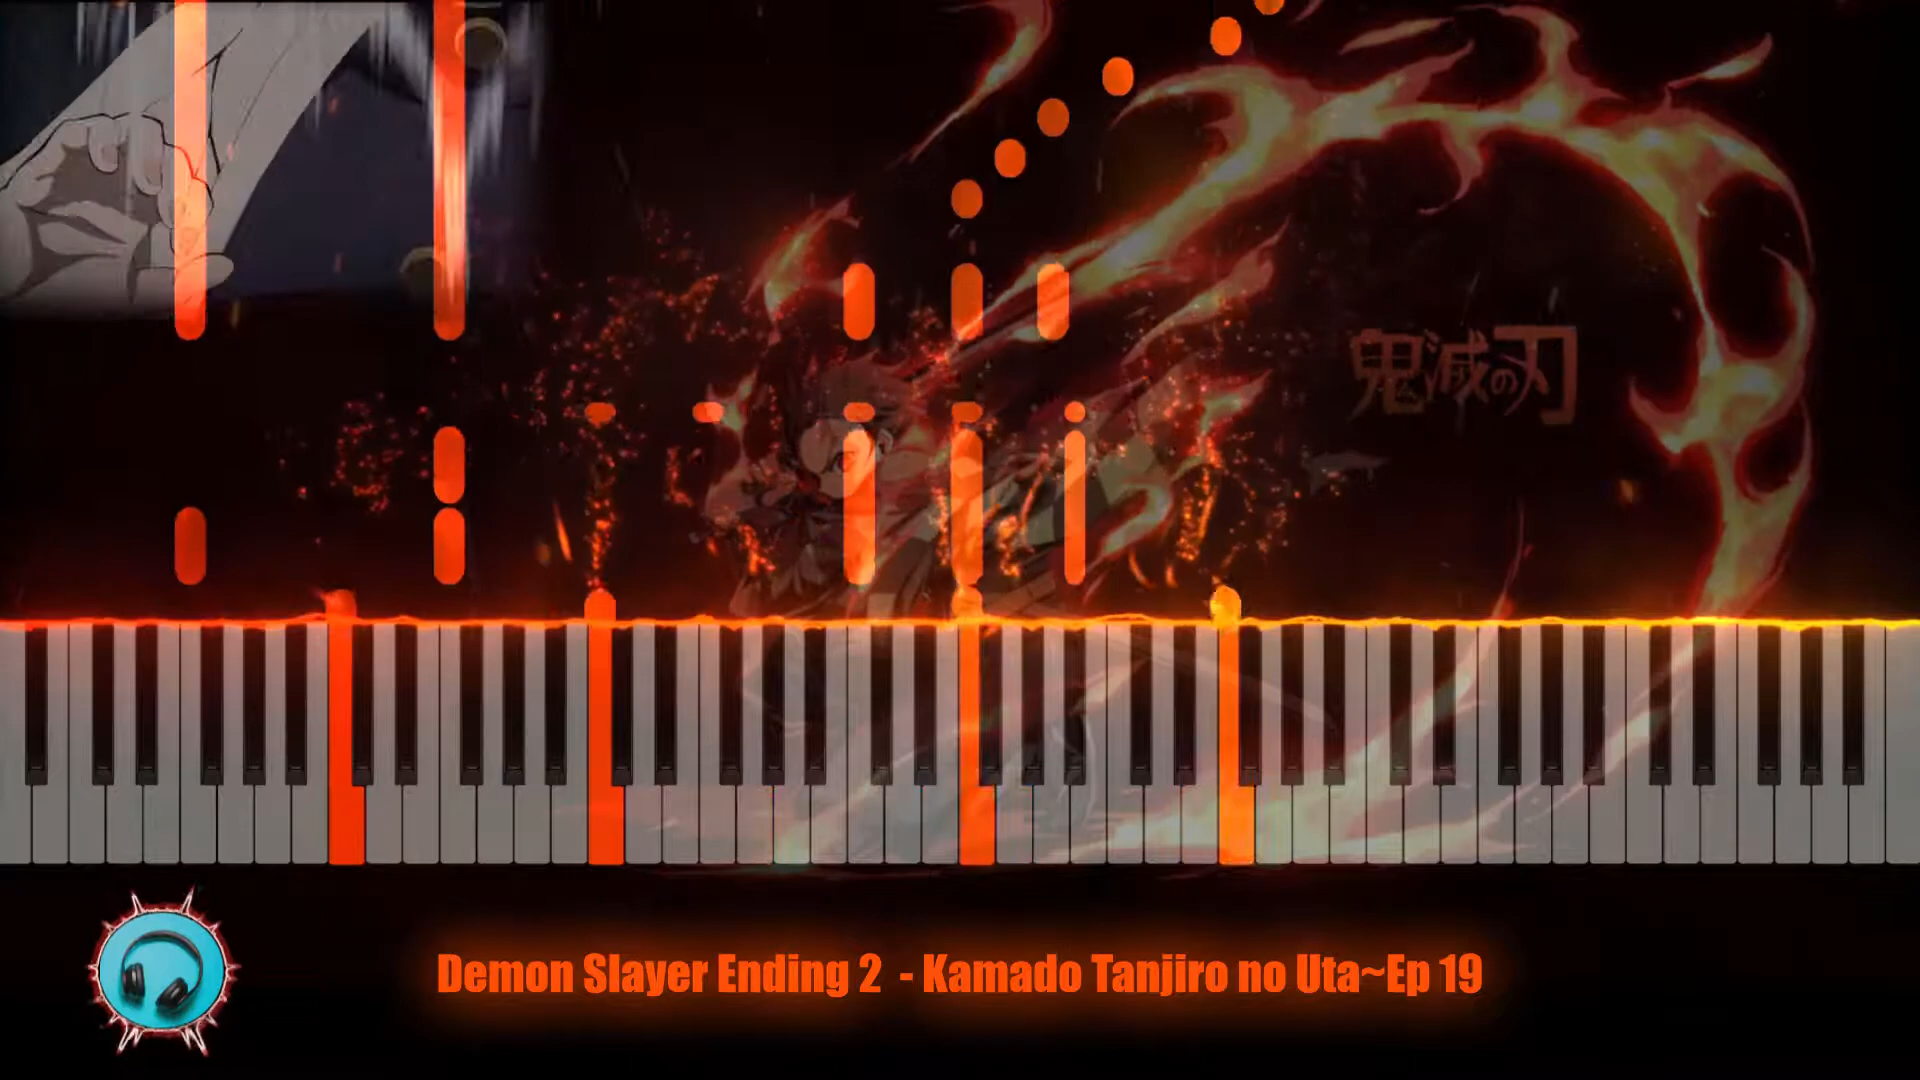 鬼滅の刃
Demon Slayer Ending 2 - Kamado Tanjiro no Uta~Ep 19